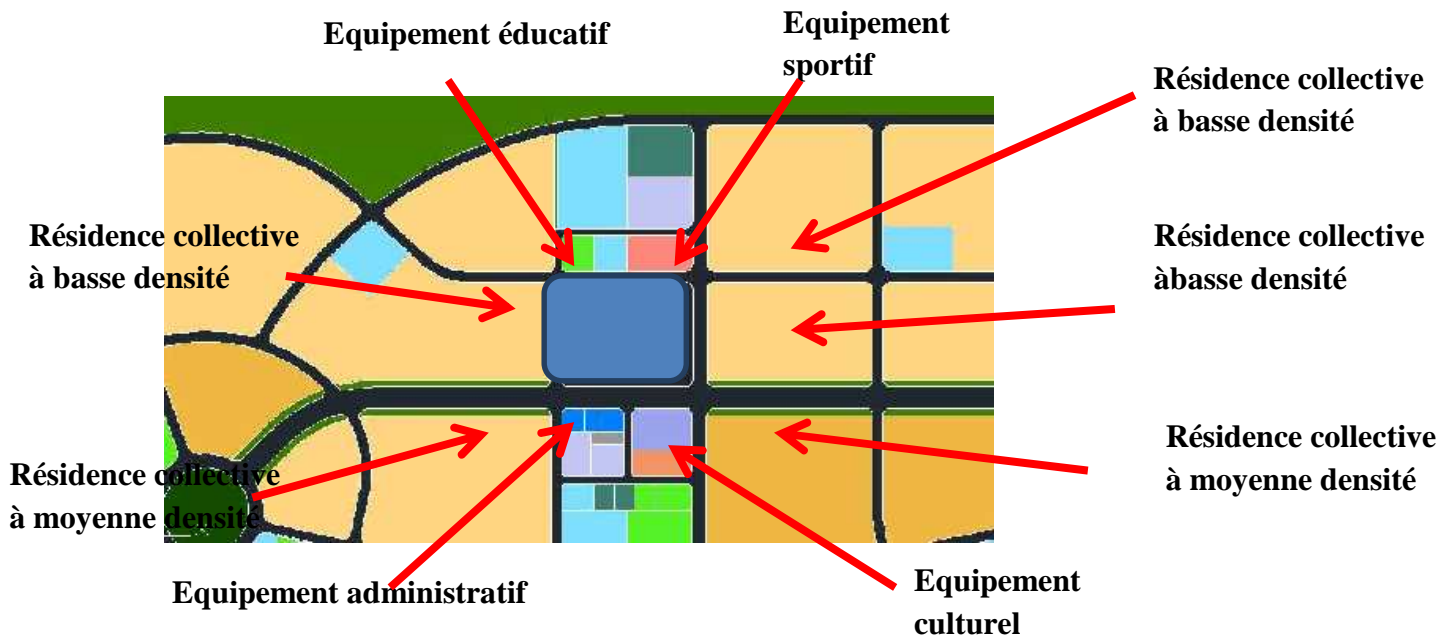 Equipement éducatif
Equipement
sportif
Résidence collective
à basse densité
Résidence collective
à basse densité
Résidence collective
àbasse densité
Résidence collective
à moyenne densité
Résidence collective
à moyenne densité
Equipement administratif
Equipement
culturel